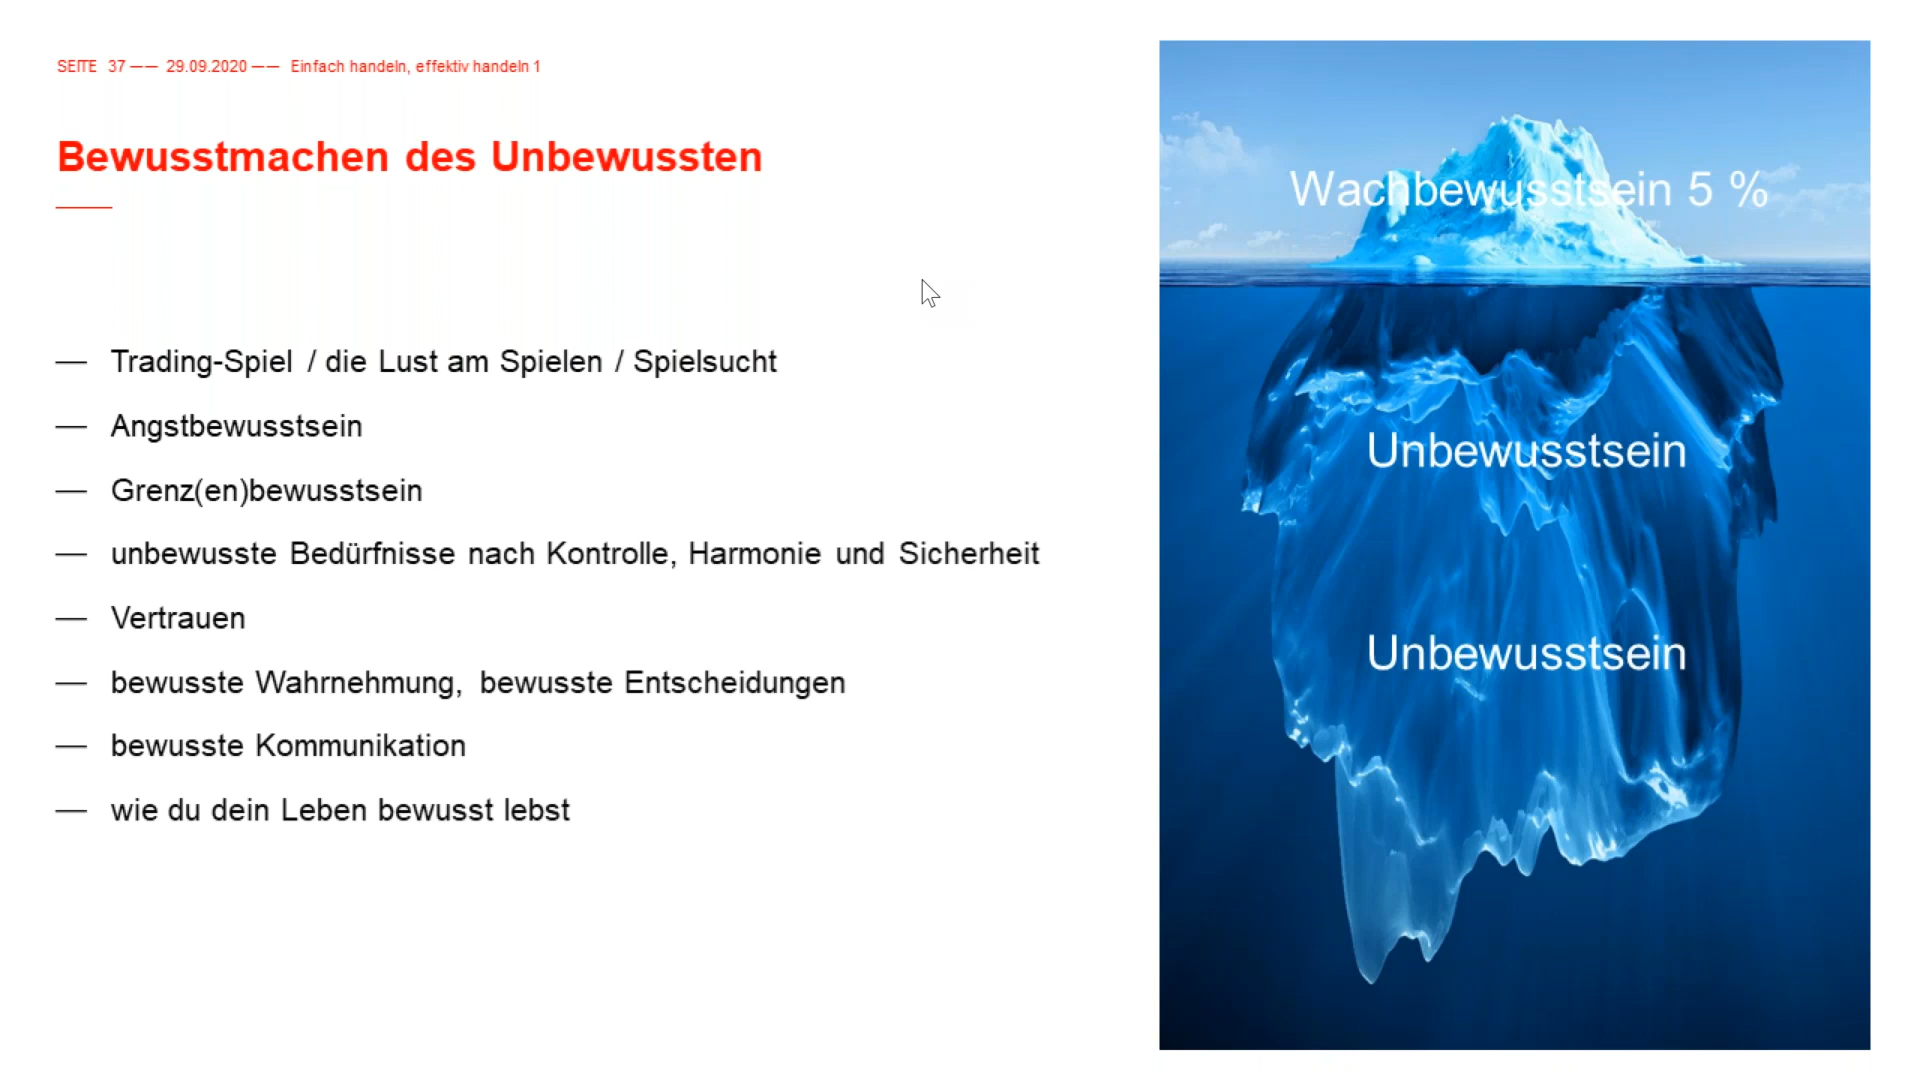 SEITE 37 —— 29.09.2020 —— Einfach handeln, effektiv handeln 1
Bewusstmachen des Unbewussten
— Trading-Spiel / die Lust am Spielen / Spielsucht
— Angstbewusstsein
— Grenz(en)bewusstsein
— unbewusste Bedürfnisse nach Kontrolle, Harmonie und Sicherheit
— Vertrauen
— bewusste Wahrnehmung, bewusste Entscheidungen
— bewusste Kommunikation
— wie du dein Leben bewusst lebst
Wachbewusstsein 5 %
Unbewusstsein
Unbewusstsein